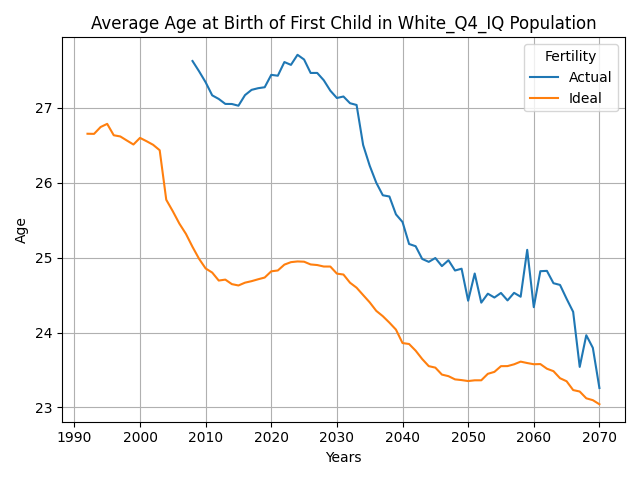 Average Age at Birth of First Child in White_Q4_IQ Population
Fertility
Actual
Ideal
27
26
25
24
23
Age
1990 2000 2010 2020 2030 2040 2050 2060 2070
Years